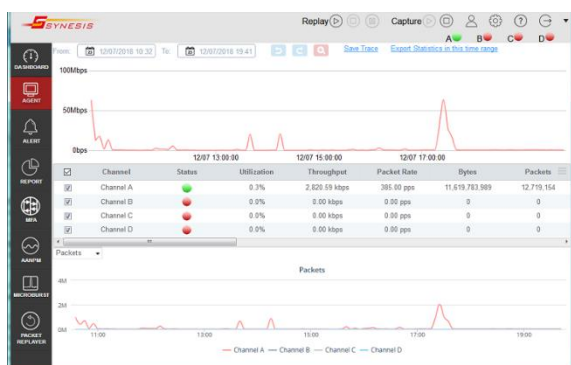 SYNESIS
Replay Capture
A B C D
From: 12/07/2016 10:32 To: 12/07/2016 19:41 Save Trace Export Statistics in this time range
DASHBOARD
AGENT
ALERT
REPORT
MFA
AANPM
MICROBURST
PACKET REPLAYER
100Mbps
50Mbps
0bps
12/07 13:00:00 12/07 15:00:00 12/07 17:00:00
Channel Status Utilization Throughput Packet Rate Bytes Packets
Channel A 0.3% 2,820.59 kbps 385.00 pps 11,619,783,989 12,719,154
Channel B 0.0% 0.00 kbps 0.00 pps 0 0
Channel C 0.0% 0.00 kbps 0.00 pps 0 0
Channel D 0.0% 0.00 kbps 0.00 pps 0 0
Packets
Packets
4M
2M
0M
11:00 13:00 15:00 17:00 19:00
Channel A Channel B Channel C Channel D